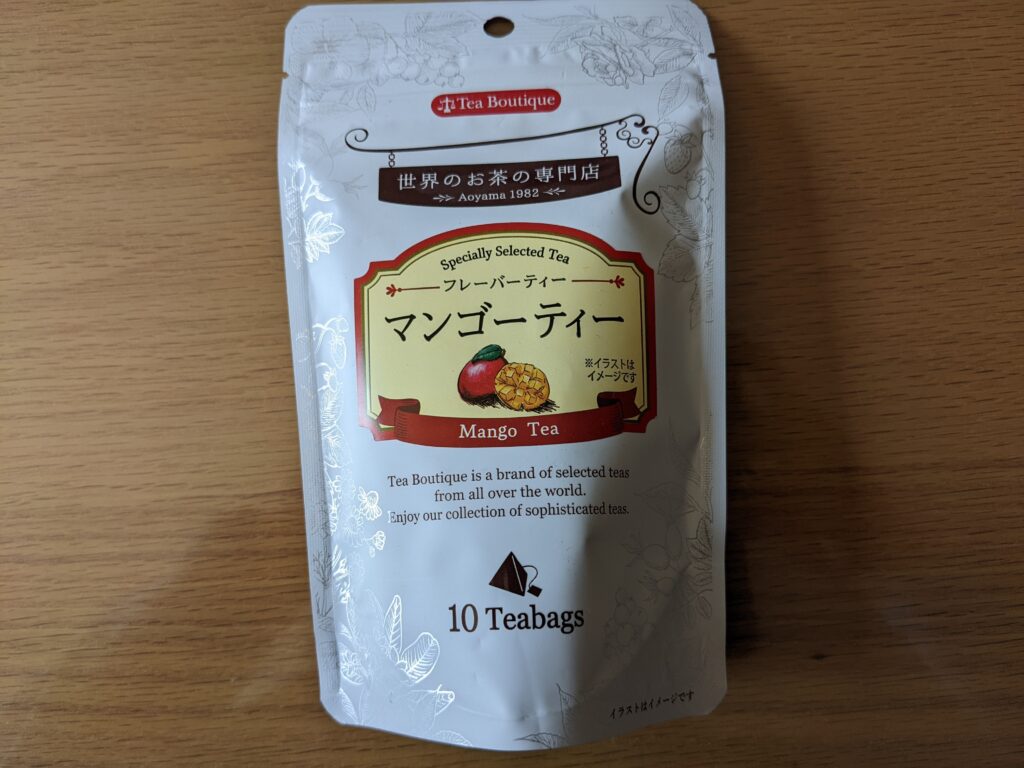 Tea Boutique
世界のお茶の専門店
Aoyama 1982
Specially Selected Tea
フレーバーティー
マンゴーティー
※イラストは
イメージです
Mango Tea
Tea Boutique is a brand of selected teas
from all over the world.
Enjoy our collection of sophisticated teas.
10 Teabags
イラストはイメージです